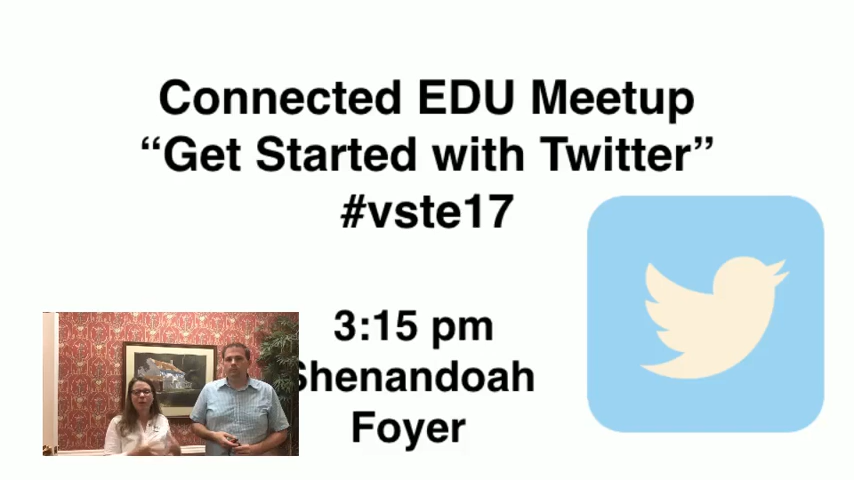 Connected EDU Meetup
“Get Started with Twitter”
#vste17
3:15 pm
Shenandoah
Foyer